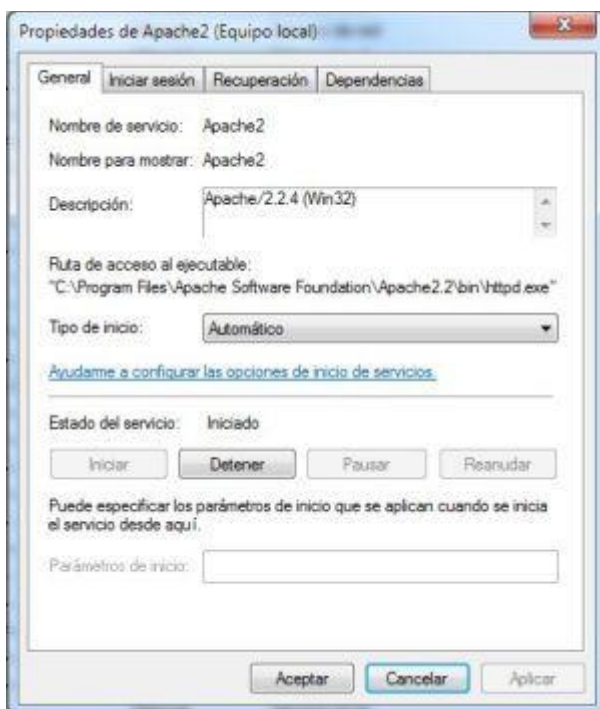 Propiedades de Apache2 (Equipo local)
General Iniciar sesión Recuperación Dependencias
Nombre de servicio: Apache2
Nombre para mostrar: Apache2
Descripción: Apache/2.2.4 (Win32)
Ruta de acceso al ejecutable:
"C:\Program Files\Apache Software Foundation\Apache2.2\bin\httpd.exe"
Tipo de inicio: Automático
Ayudarme a configurar las opciones de inicio de servicios.
Estado del servicio: Iniciado
Iniciar Detener Pausar Reanudar
Puede especificar los parámetros de inicio que se aplican cuando se inicia
el servicio desde aquí.
Parámetros de inicio:
Aceptar Cancelar Aplicar